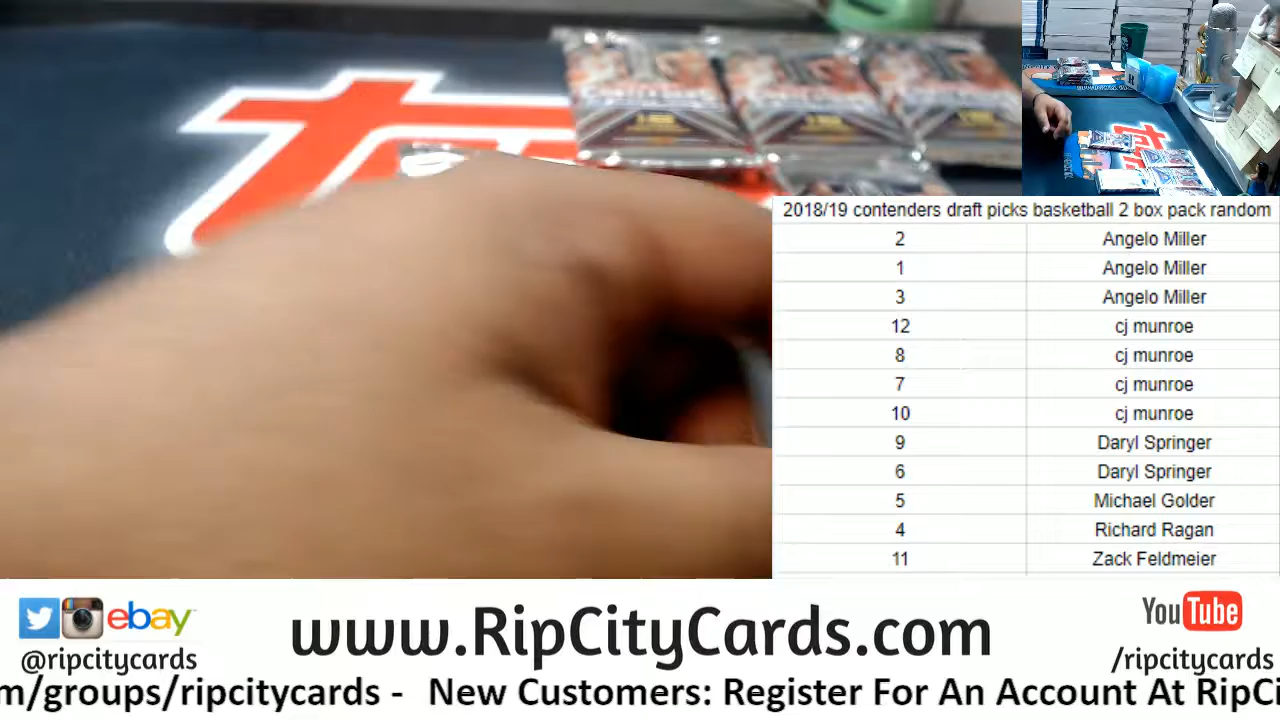 2018/19 contenders draft picks basketball 2 box pack random
2 Angelo Miller
1 Angelo Miller
3 Angelo Miller
12 cj munroe
8 cj munroe
7 cj munroe
10 cj munroe
9 Daryl Springer
6 Daryl Springer
5 Michael Golder
4 Richard Ragan
11 Zack Feldmeier
ebay
@ripcitycards
www.RipCityCards.com
YouTube
/ripcitycards
m/groups/ripcitycards - New Customers: Register For An Account At RipCi